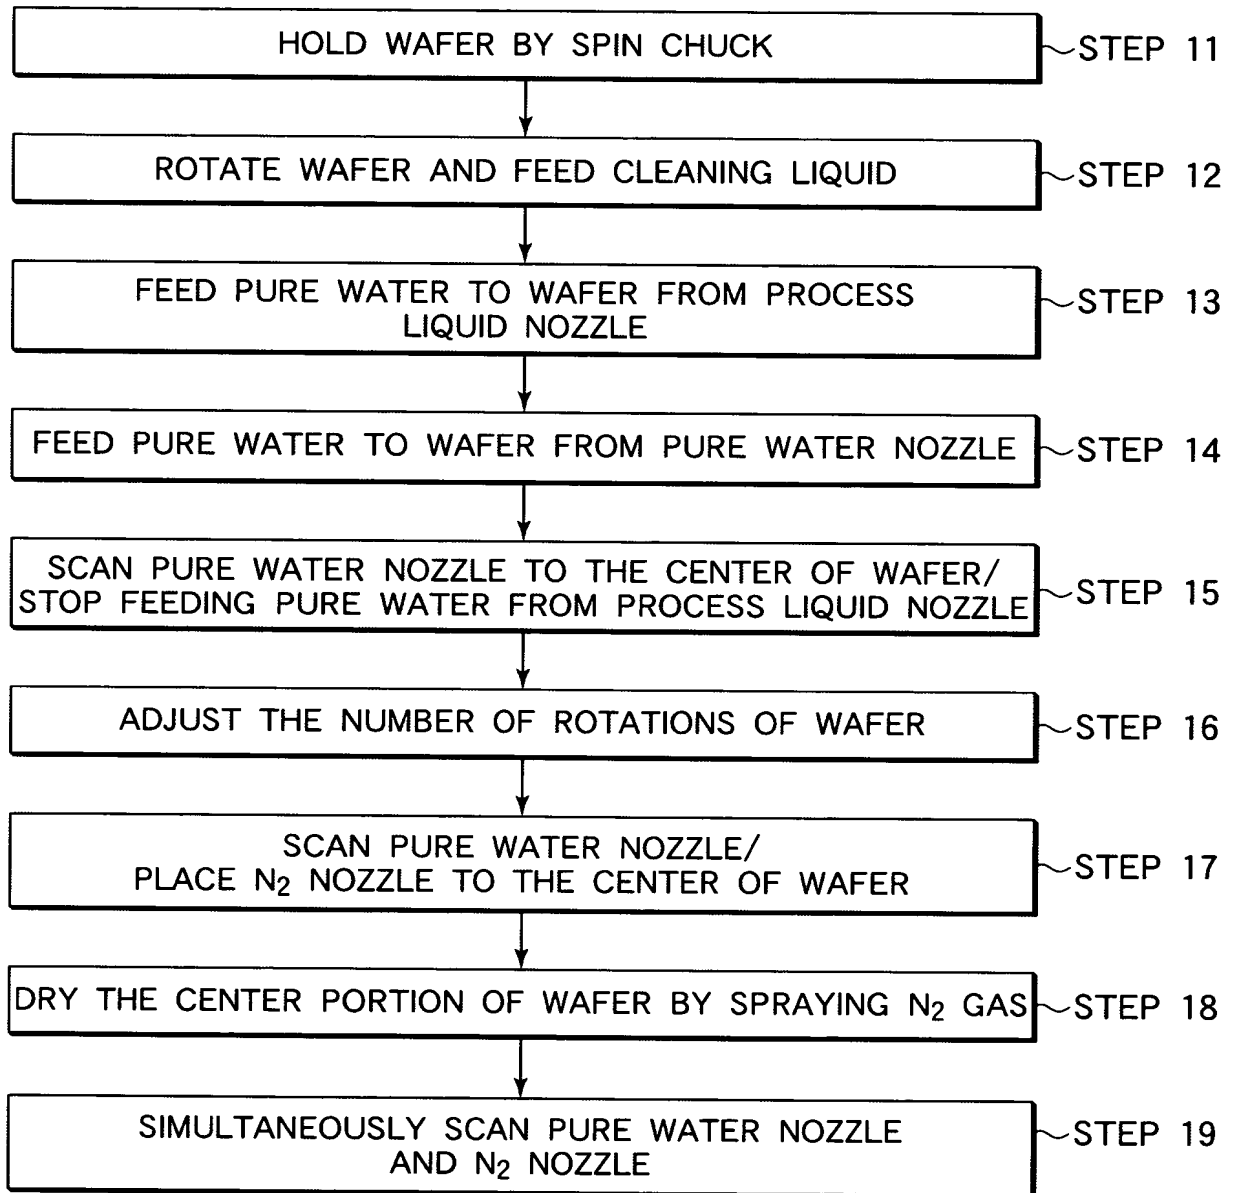 HOLD WAFER BY SPIN CHUCK
STEP 11
ROTATE WAFER AND FEED CLEANING LIQUID
STEP 12
FEED PURE WATER TO WAFER FROM PROCESS
LIQUID NOZZLE
STEP 13
FEED PURE WATER TO WAFER FROM PURE WATER NOZZLE
STEP 14
SCAN PURE WATER NOZZLE TO THE CENTER OF WAFER/
STOP FEEDING PURE WATER FROM PROCESS LIQUID NOZZLE
STEP 15
ADJUST THE NUMBER OF ROTATIONS OF WAFER
STEP 16
SCAN PURE WATER NOZZLE/
PLACE N₂ NOZZLE TO THE CENTER OF WAFER
STEP 17
DRY THE CENTER PORTION OF WAFER BY SPRAYING N₂ GAS
STEP 18
SIMULTANEOUSLY SCAN PURE WATER NOZZLE
AND N₂ NOZZLE
STEP 19